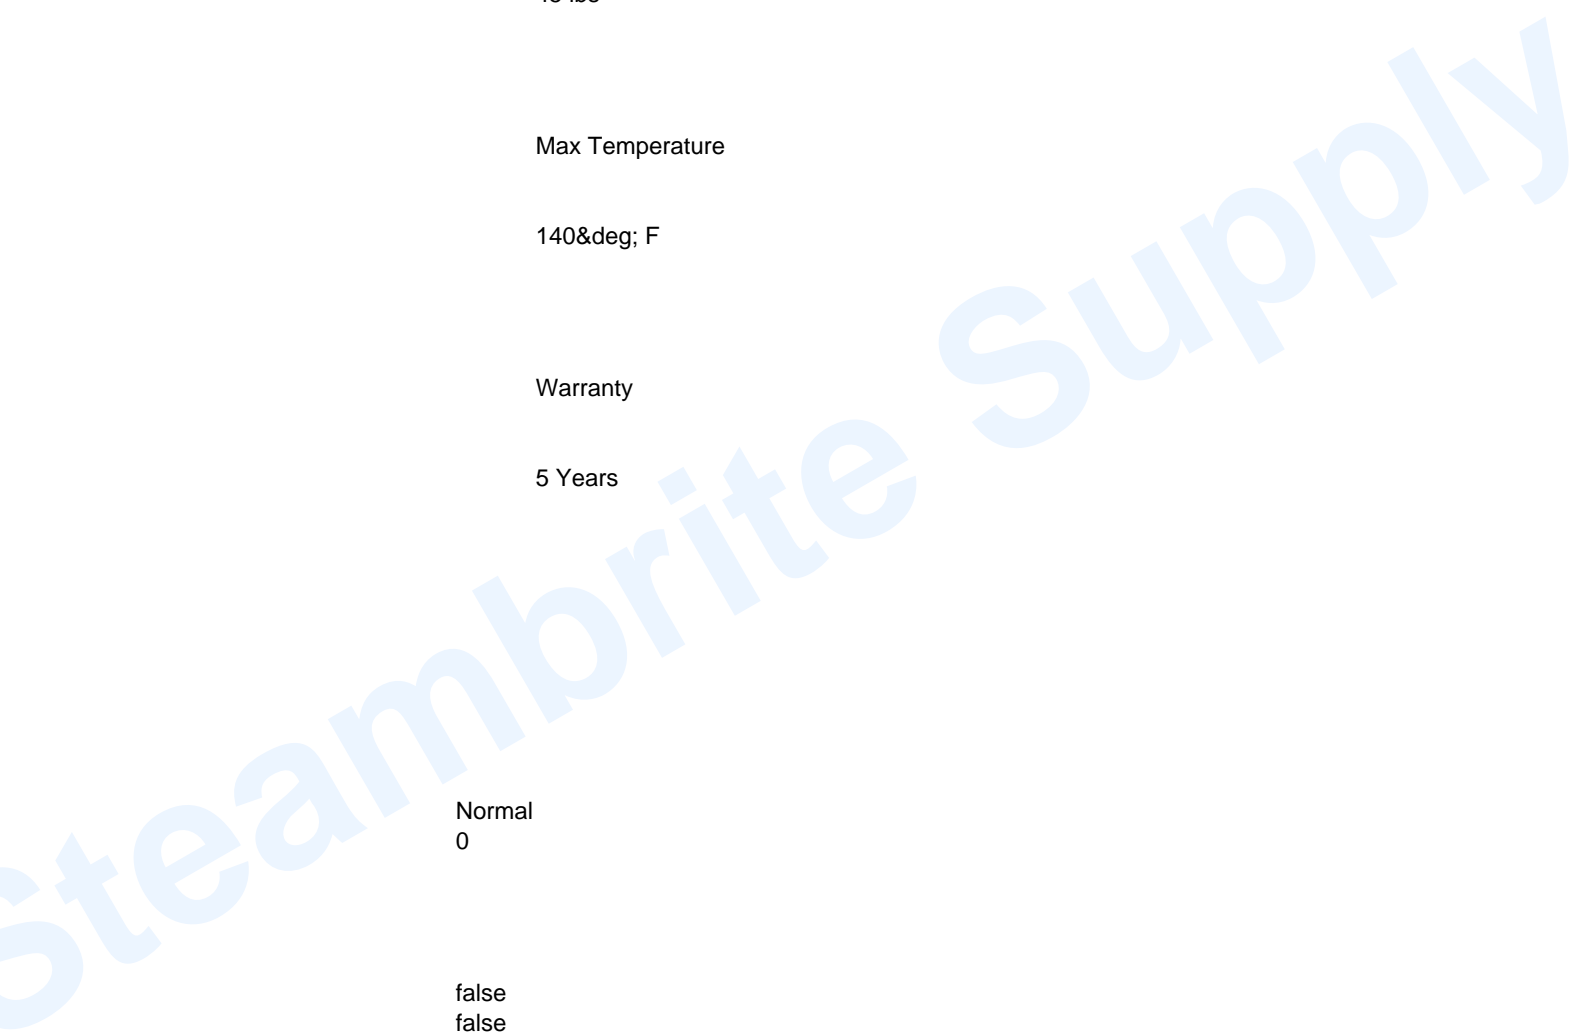 Max Temperature
140&deg; F
Warranty
5 Years
Normal
0
false
false
Steambrite Supply